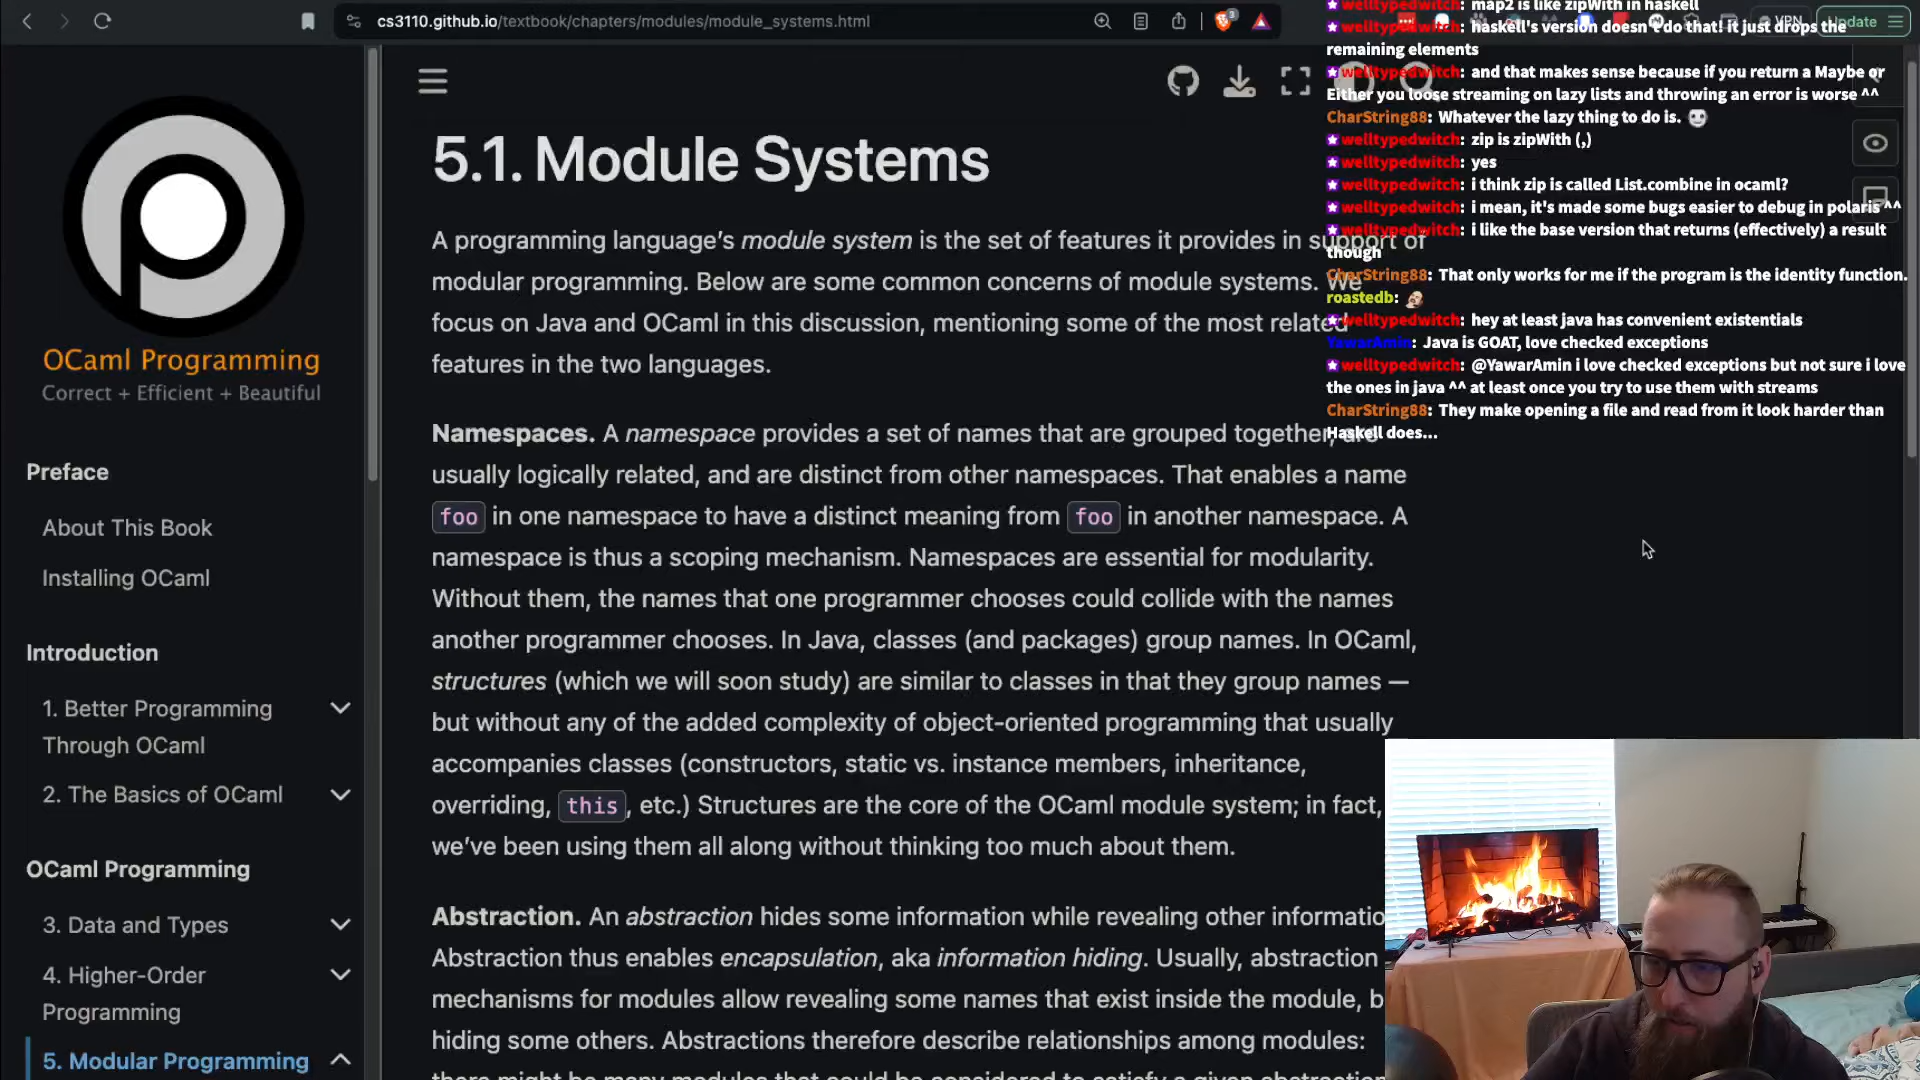 cs3110.github.io/textbook/chapters/modules/module_systems.html
3
VPN
Update
OCaml Programming
Correct + Efficient + Beautiful
Preface
About This Book
Installing OCaml
Introduction
1. Better Programming
Through OCaml
2. The Basics of OCaml
OCaml Programming
3. Data and Types
4. Higher-Order
Programming
5. Modular Programming
5.1. Module Systems
A programming language’s module system is the set of features it provides in support of
modular programming. Below are some common concerns of module systems. We
focus on Java and OCaml in this discussion, mentioning some of the most related
features in the two languages.
Namespaces. A namespace provides a set of names that are grouped together, are
usually logically related, and are distinct from other namespaces. That enables a name
foo in one namespace to have a distinct meaning from foo in another namespace. A
namespace is thus a scoping mechanism. Namespaces are essential for modularity.
Without them, the names that one programmer chooses could collide with the names
another programmer chooses. In Java, classes (and packages) group names. In OCaml,
structures (which we will soon study) are similar to classes in that they group names —
but without any of the added complexity of object-oriented programming that usually
accompanies classes (constructors, static vs. instance members, inheritance,
overriding, this, etc.) Structures are the core of the OCaml module system; in fact,
we’ve been using them all along without thinking too much about them.
Abstraction. An abstraction hides some information while revealing other informatio
Abstraction thus enables encapsulation, aka information hiding. Usually, abstraction
mechanisms for modules allow revealing some names that exist inside the module, b
hiding some others. Abstractions therefore describe relationships among modules:
there might be many modules that could be considered to satisfy a given abstraction
welltypedwitch: map2 is like zipWith in haskell
welltypedwitch: haskell's version doesn't do that! it just drops the
remaining elements
welltypedwitch: and that makes sense because if you return a Maybe or
Either you loose streaming on lazy lists and throwing an error is worse ^^
CharString88: Whatever the lazy thing to do is.
welltypedwitch: zip is zipWith (,)
welltypedwitch: yes
welltypedwitch: i think zip is called List.combine in ocaml?
welltypedwitch: i mean, it's made some bugs easier to debug in polaris ^^
welltypedwitch: i like the base version that returns (effectively) a result
though
CharString88: That only works for me if the program is the identity function.
roastedb:
welltypedwitch: hey at least java has convenient existentials
YawarAmin: Java is GOAT, love checked exceptions
welltypedwitch: @YawarAmin i love checked exceptions but not sure i love
the ones in java ^^ at least once you try to use them with streams
CharString88: They make opening a file and read from it look harder than
Haskell does...